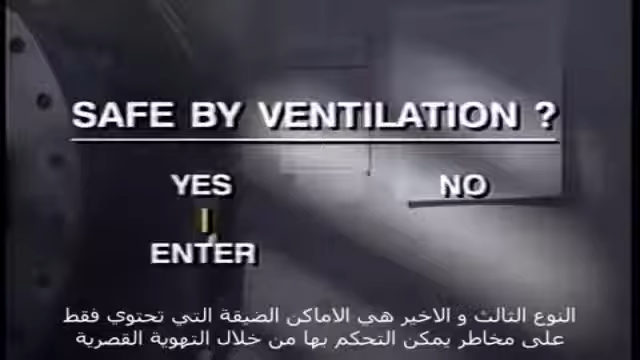 SAFE BY VENTILATION ?
YES NO
ENTER
النوع الثالث و الاخير هي الاماكن الضيقة التي تحتوي فقط
على مخاطر يمكن التحكم بها من خلال التهوية القصرية